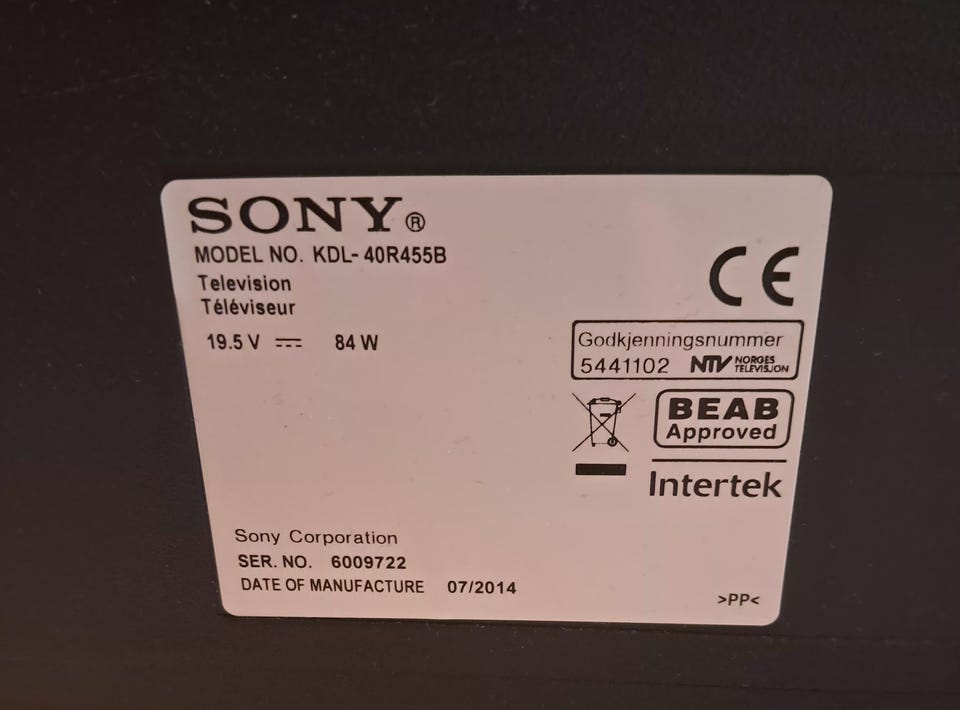 SONY®
MODEL NO. KDL-40R455B
Television
Téléviseur
19.5 V ⎓ 84 W
CE
Godkjenningsnummer
5441102 NTV NORGES TELEVISJON
BEAB
Approved
Intertek
Sony Corporation
SER. NO. 6009722
DATE OF MANUFACTURE 07/2014
>PP<